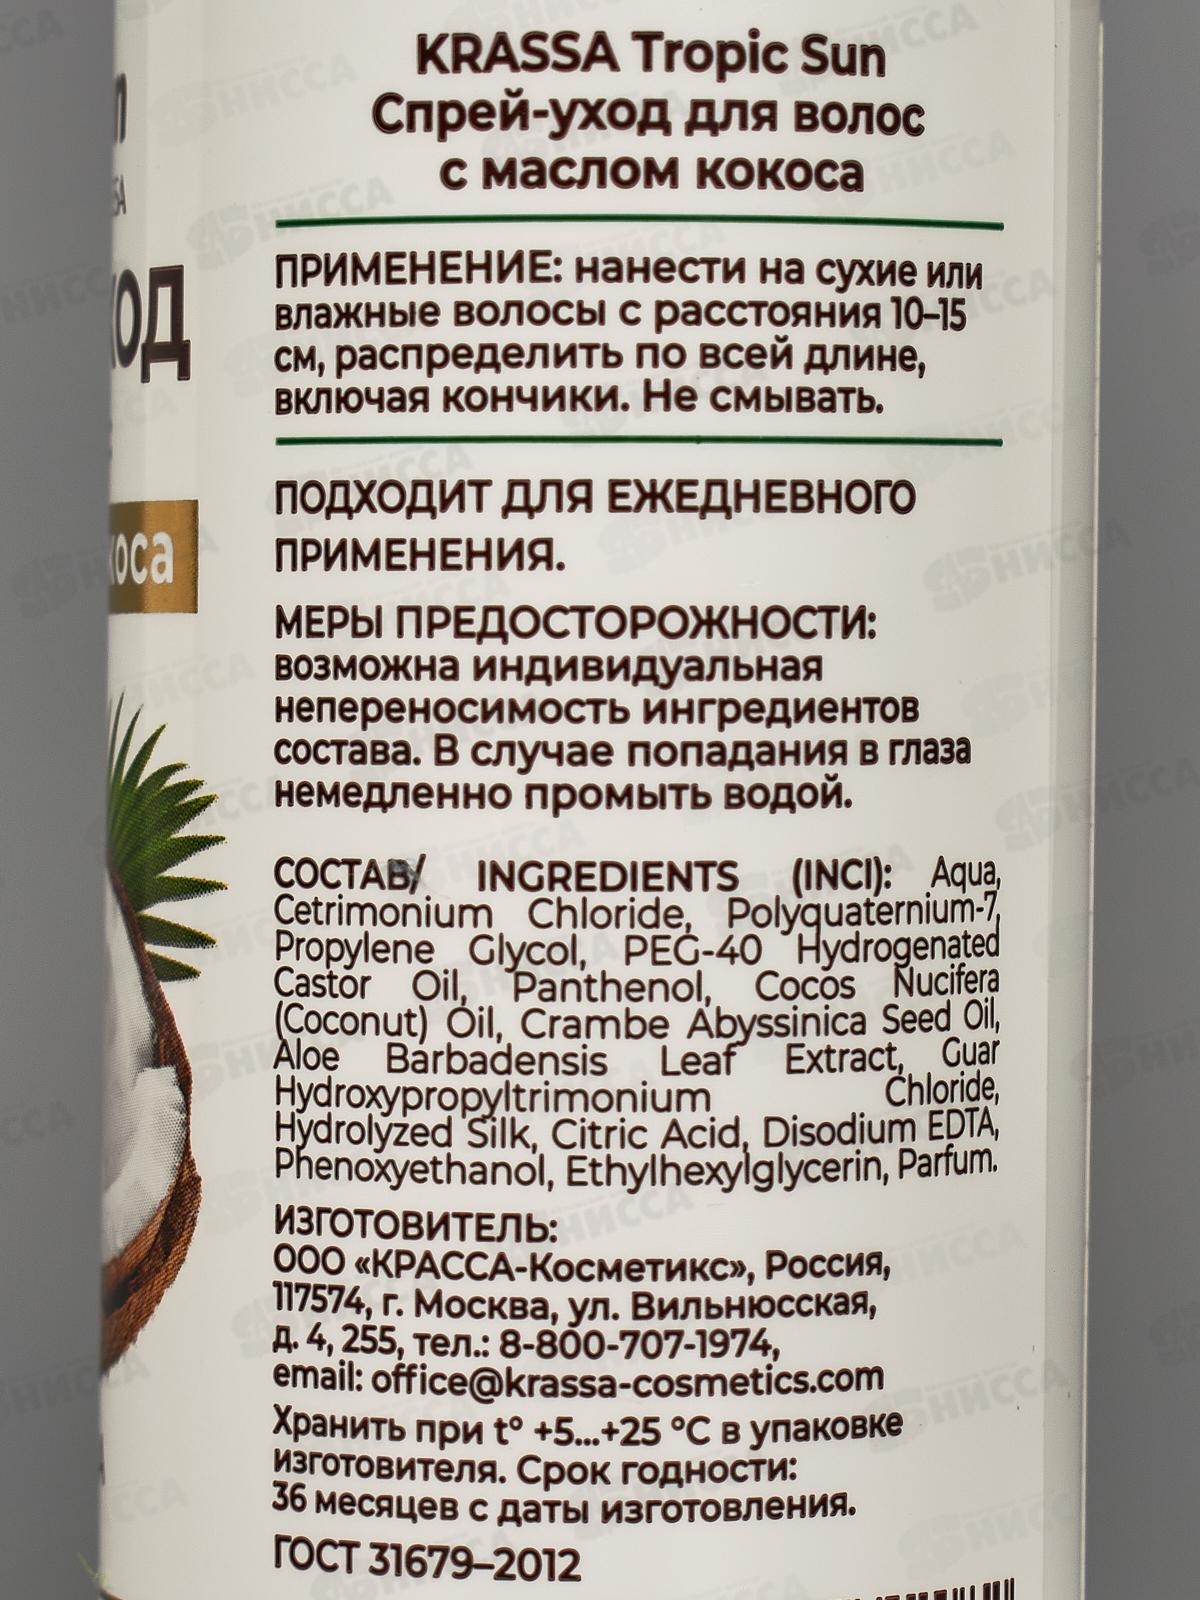 KRASSA Tropic Sun
Спрей-уход для волос
с маслом кокоса
ПРИМЕНЕНИЕ: нанести на сухие или
влажные волосы с расстояния 10–15
см, распределить по всей длине,
включая кончики. Не смывать.
ПОДХОДИТ ДЛЯ ЕЖЕДНЕВНОГО
ПРИМЕНЕНИЯ.
МЕРЫ ПРЕДОСТОРОЖНОСТИ:
возможна индивидуальная
непереносимость ингредиентов
состава. В случае попадания в глаза
немедленно промыть водой.
СОСТАВ/ INGREDIENTS (INCI): Aqua,
Cetrimonium Chloride, Polyquaternium-7,
Propylene Glycol, PEG-40 Hydrogenated
Castor Oil, Panthenol, Cocos Nucifera
(Coconut) Oil, Crambe Abyssinica Seed Oil,
Aloe Barbadensis Leaf Extract, Guar
Hydroxypropyltrimonium Chloride,
Hydrolyzed Silk, Citric Acid, Disodium EDTA,
Phenoxyethanol, Ethylhexylglycerin, Parfum.
ИЗГОТОВИТЕЛЬ:
ООО «КРАССА-Косметикс», Россия,
117574, г. Москва, ул. Вильнюсская,
д. 4, 255, тел.: 8-800-707-1974,
email: office@krassa-cosmetics.com
Хранить при t° +5...+25 °C в упаковке
изготовителя. Срок годности:
36 месяцев с даты изготовления.
ГОСТ 31679–2012